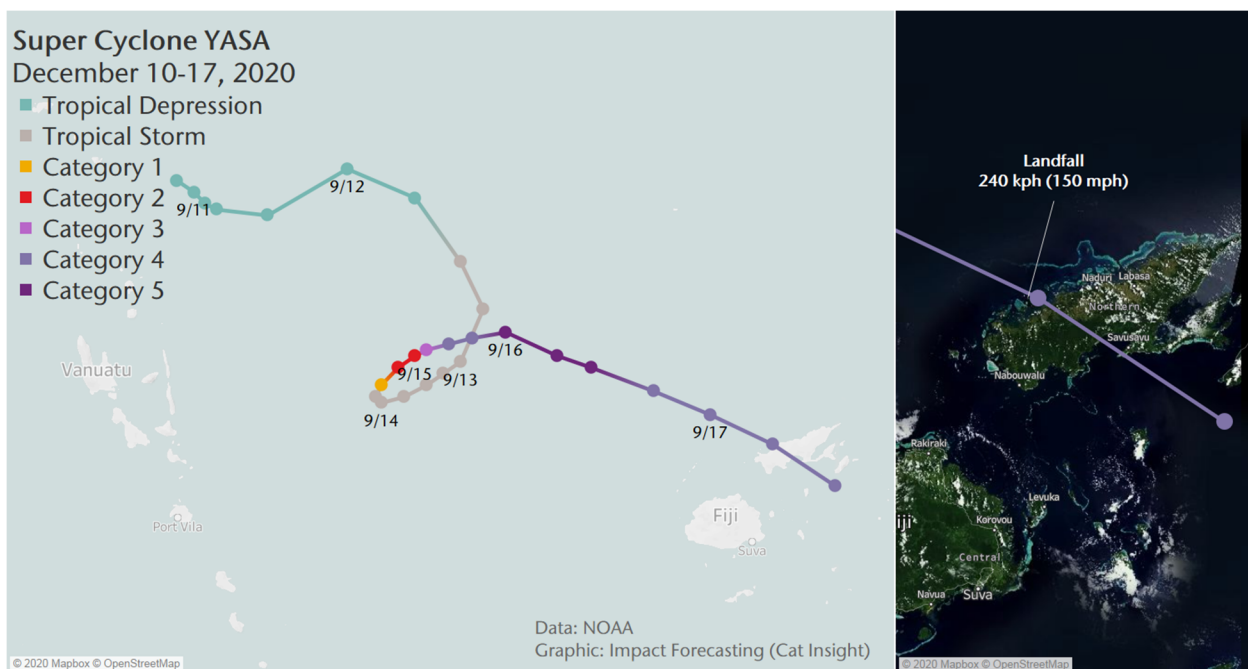 Super Cyclone YASA
December 10-17, 2020
Tropical Depression
Tropical Storm
Category 1
Category 2
Category 3
Category 4
Category 5
9/11
9/12
9/13
9/14
9/15
9/16
9/17
Vanuatu
Port Vila
Fiji
Suva
Data: NOAA
Graphic: Impact Forecasting (Cat Insight)
© 2020 Mapbox © OpenStreetMap
Landfall
240 kph (150 mph)
Naduri
Labasa
Northern
Savusavu
Nabouwalu
Rakiraki
Levuka
iji
Korovou
Central
Navua
Suva
© 2020 Mapbox © OpenStreetMap